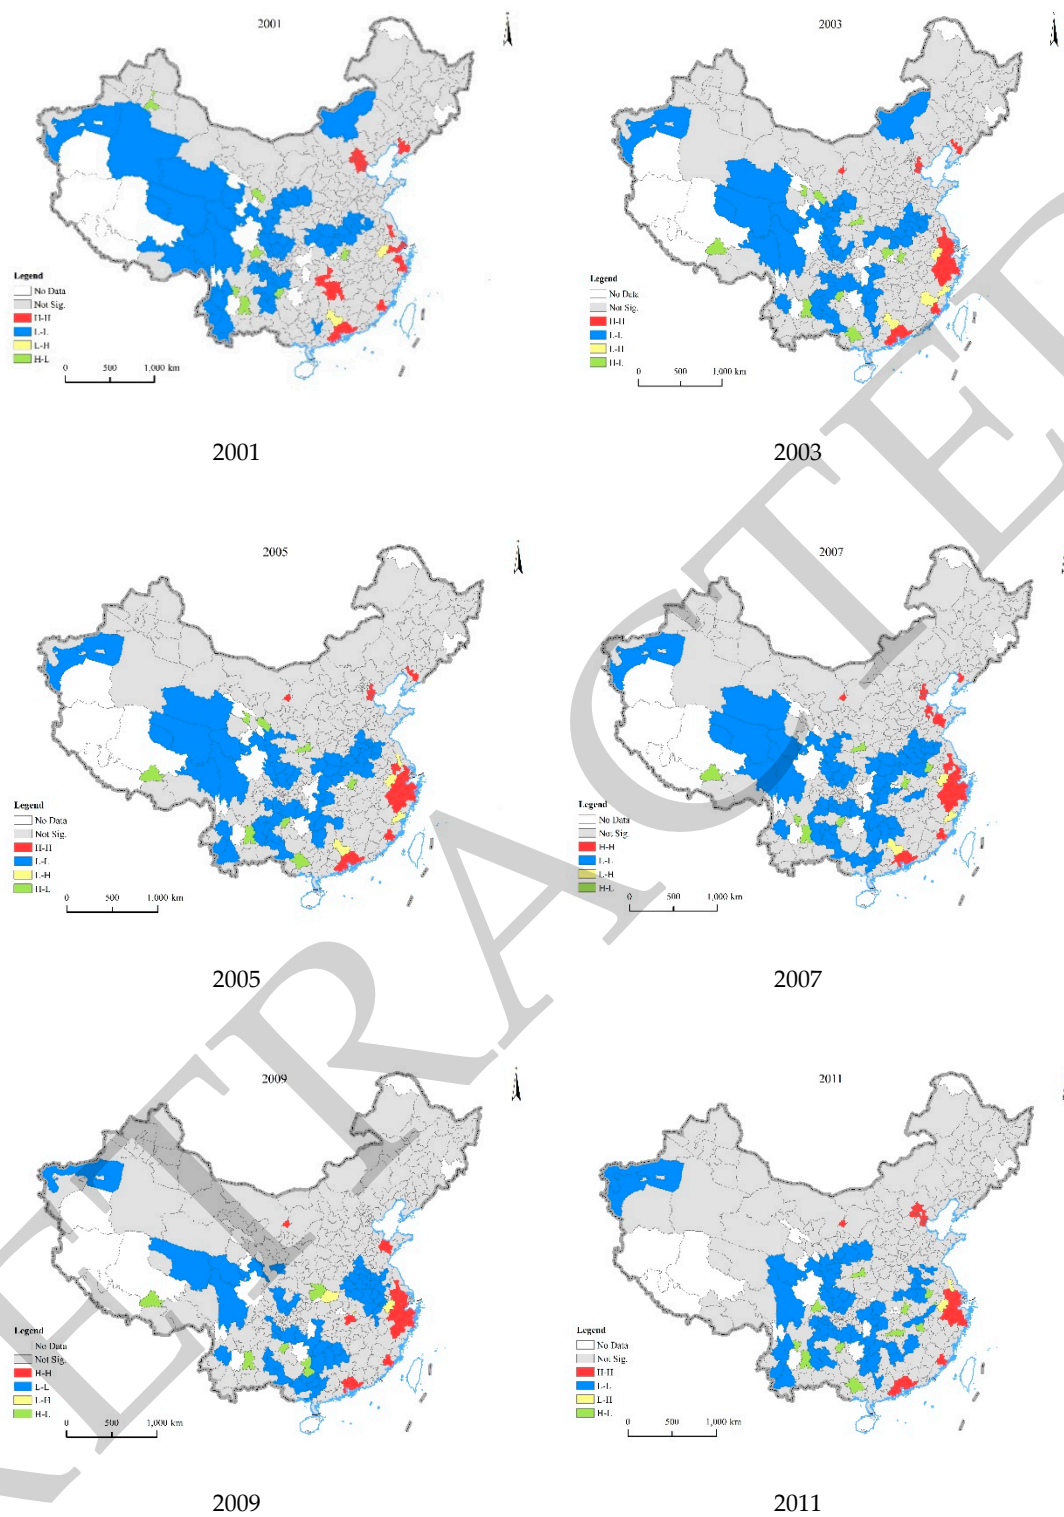 2001
Legend
No Data
Not Sig.
H-H
L-L
L-H
H-L
0 500 1,000 km
2001
2003
Legend
No Data
Not Sig.
H-H
L-L
L-H
H-L
0 500 1,000 km
2003
2005
Legend
No Data
Not Sig.
H-H
L-L
L-H
H-L
0 500 1,000 km
2005
2007
Legend
No Data
Not Sig.
H-H
L-L
L-H
H-L
0 500 1,000 km
2007
2009
Legend
No Data
Not Sig.
H-H
L-L
L-H
H-L
0 500 1,000 km
2009
2011
Legend
No Data
Not Sig.
H-H
L-L
L-H
H-L
0 500 1,000 km
2011
RETRACTED